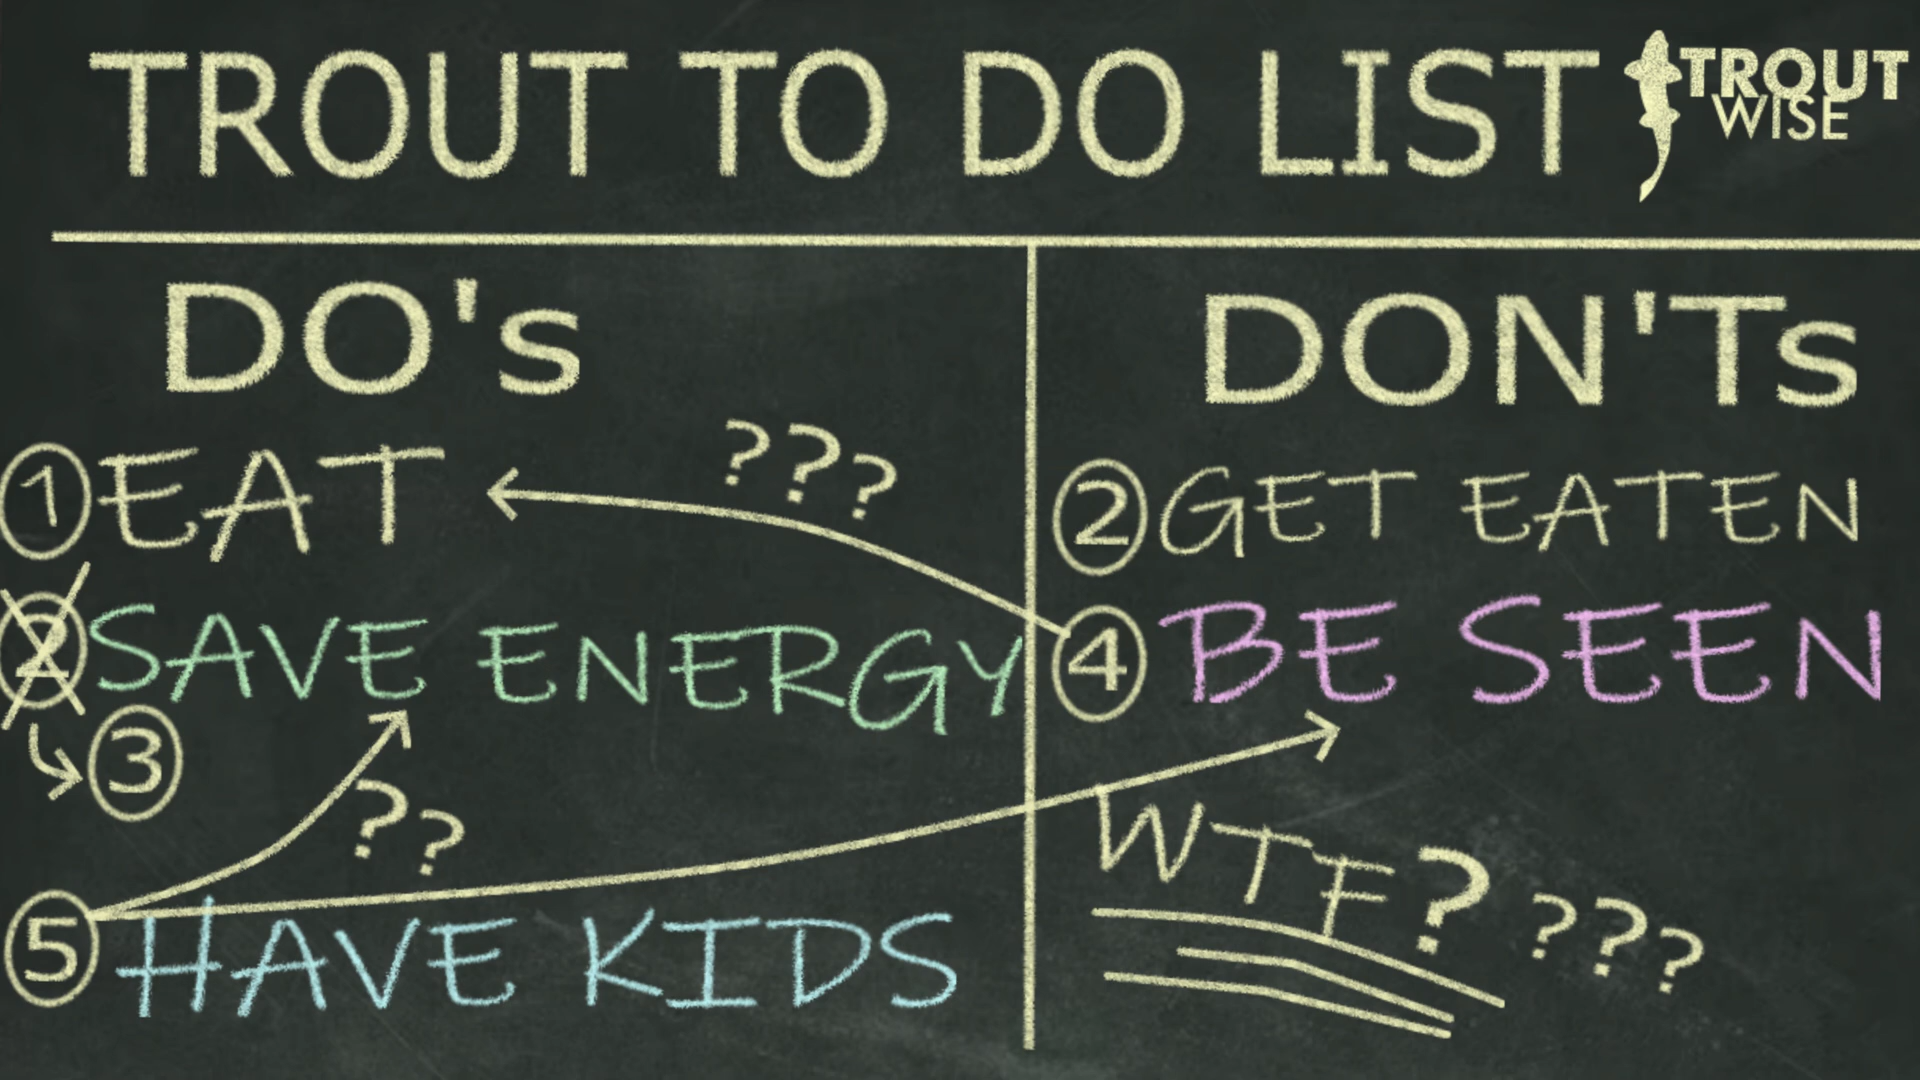 TROUT TO DO LIST
TROUT
WISE
DO's
DON'Ts
① EAT
???
② GET EATEN
② SAVE ENERGY
④ BE SEEN
③
??
WTF? ???
⑤ HAVE KIDS